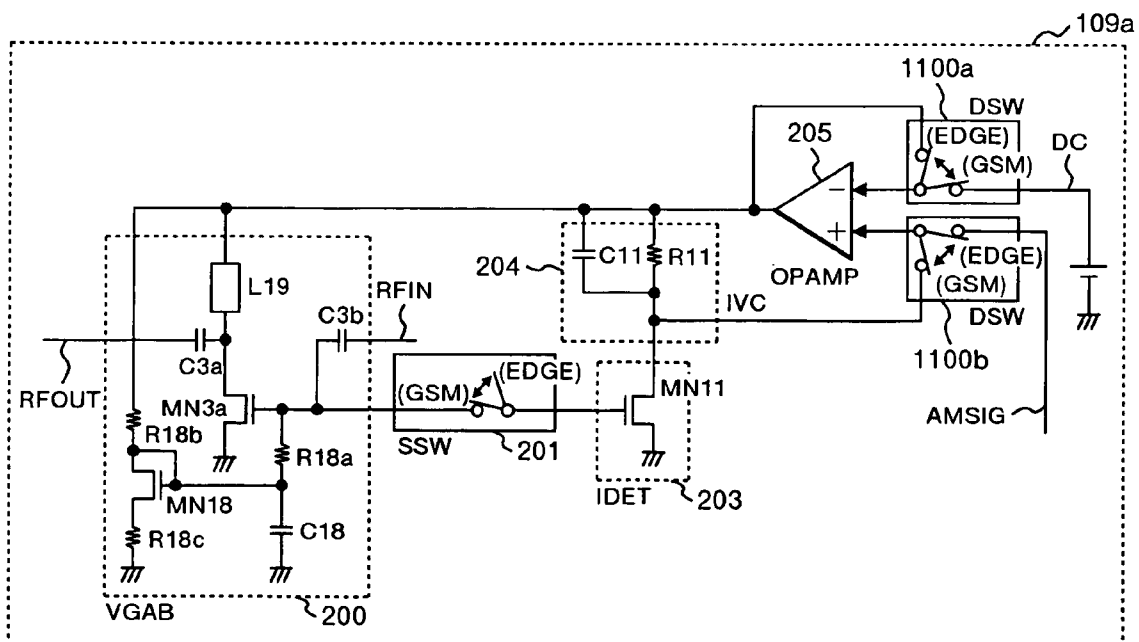 109a
1100a
DSW
(EDGE)
(GSM)
DC
205
−
+
OPAMP
(EDGE)
(GSM)
DSW
1100b
AMSIG
204
C11
R11
IVC
L19
C3b
RFIN
C3a
RFOUT
MN3a
(GSM)
(EDGE)
SSW
201
MN11
IDET
203
R18b
R18a
MN18
C18
R18c
VGAB
200